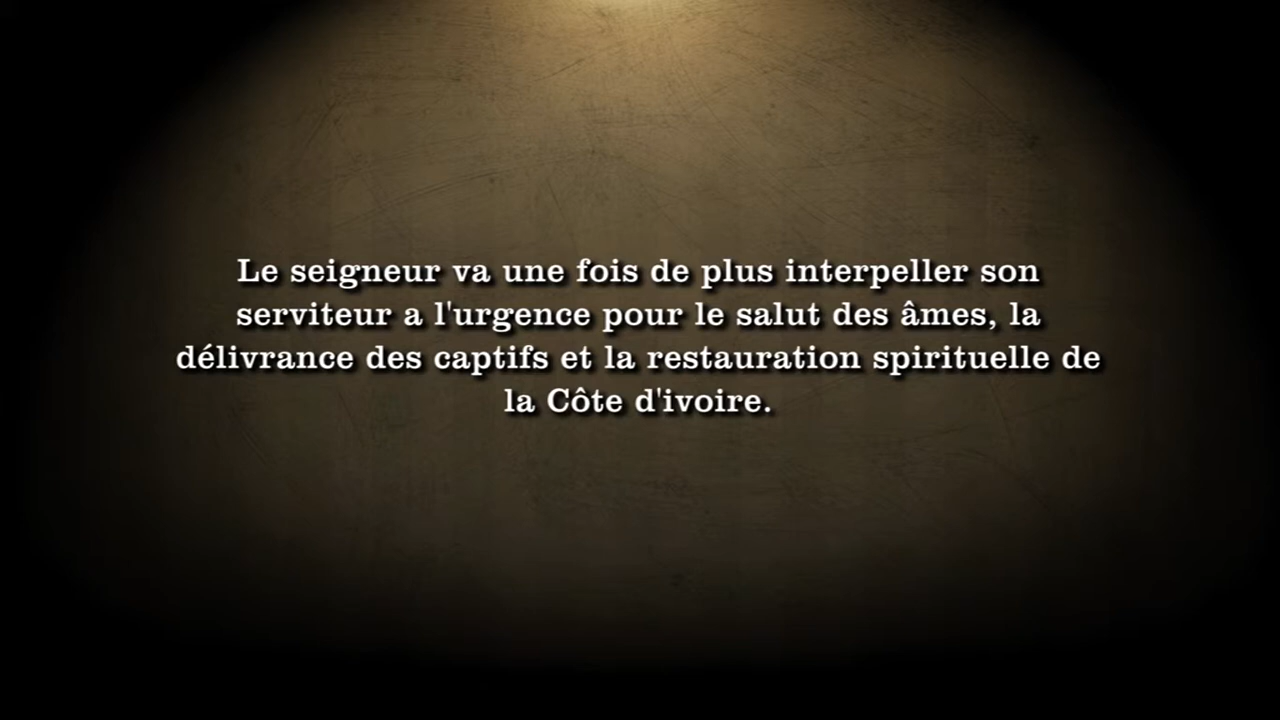 Le seigneur va une fois de plus interpeller son
serviteur a l'urgence pour le salut des âmes, la
délivrance des captifs et la restauration spirituelle de
la Côte d'ivoire.